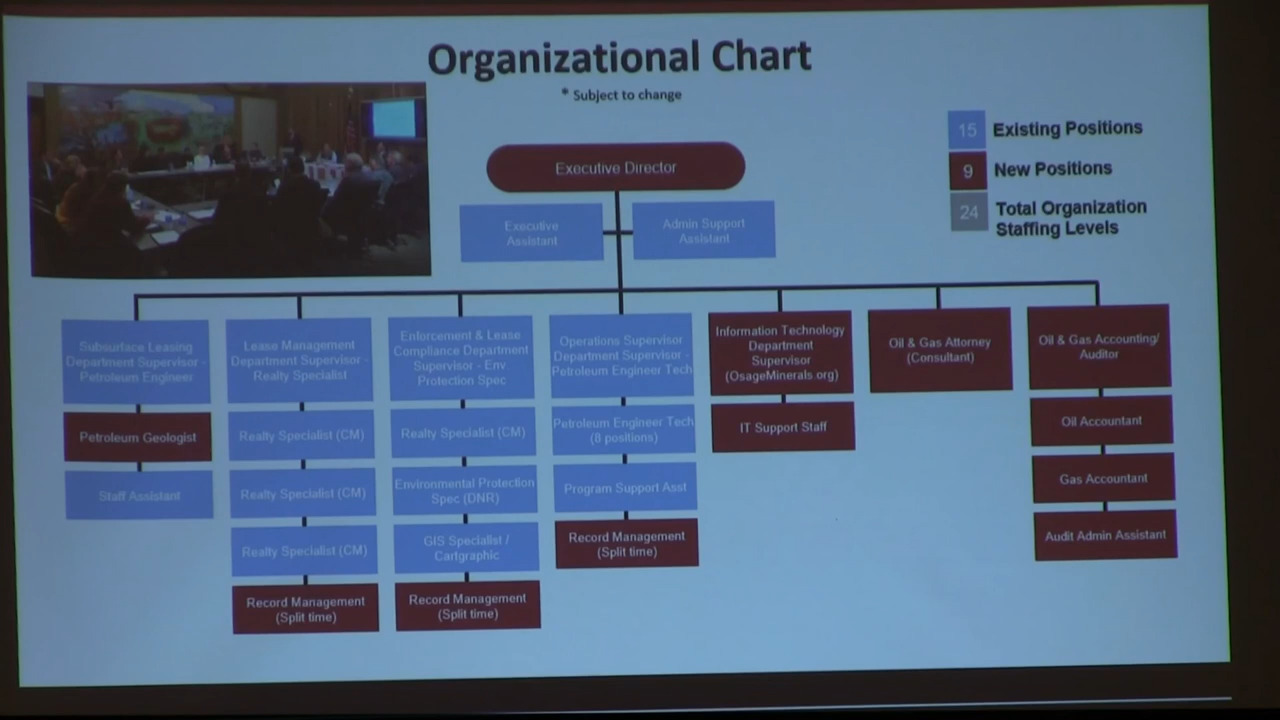 Organizational Chart
* Subject to change
15 Existing Positions
9 New Positions
24 Total Organization
Staffing Levels
Executive Director
Executive
Assistant
Admin Support
Assistant
Subsurface Leasing
Department Supervisor -
Petroleum Engineer
Petroleum Geologist
Staff Assistant
Lease Management
Department Supervisor -
Realty Specialist
Realty Specialist (CM)
Realty Specialist (CM)
Realty Specialist (CM)
Record Management
(Split time)
Enforcement & Lease
Compliance Department
Supervisor - Env
Protection Spec
Realty Specialist (CM)
Environmental Protection
Spec (DNR)
GIS Specialist /
Cartgraphic
Record Management
(Split time)
Operations Supervisor
Department Supervisor -
Petroleum Engineer Tech
Petroleum Engineer Tech
(8 positions)
Program Support Asst
Record Management
(Split time)
Information Technology
Department
Supervisor
(OsageMinerals.org)
IT Support Staff
Oil & Gas Attorney
(Consultant)
Oil & Gas Accounting/
Auditor
Oil Accountant
Gas Accountant
Audit Admin Assistant